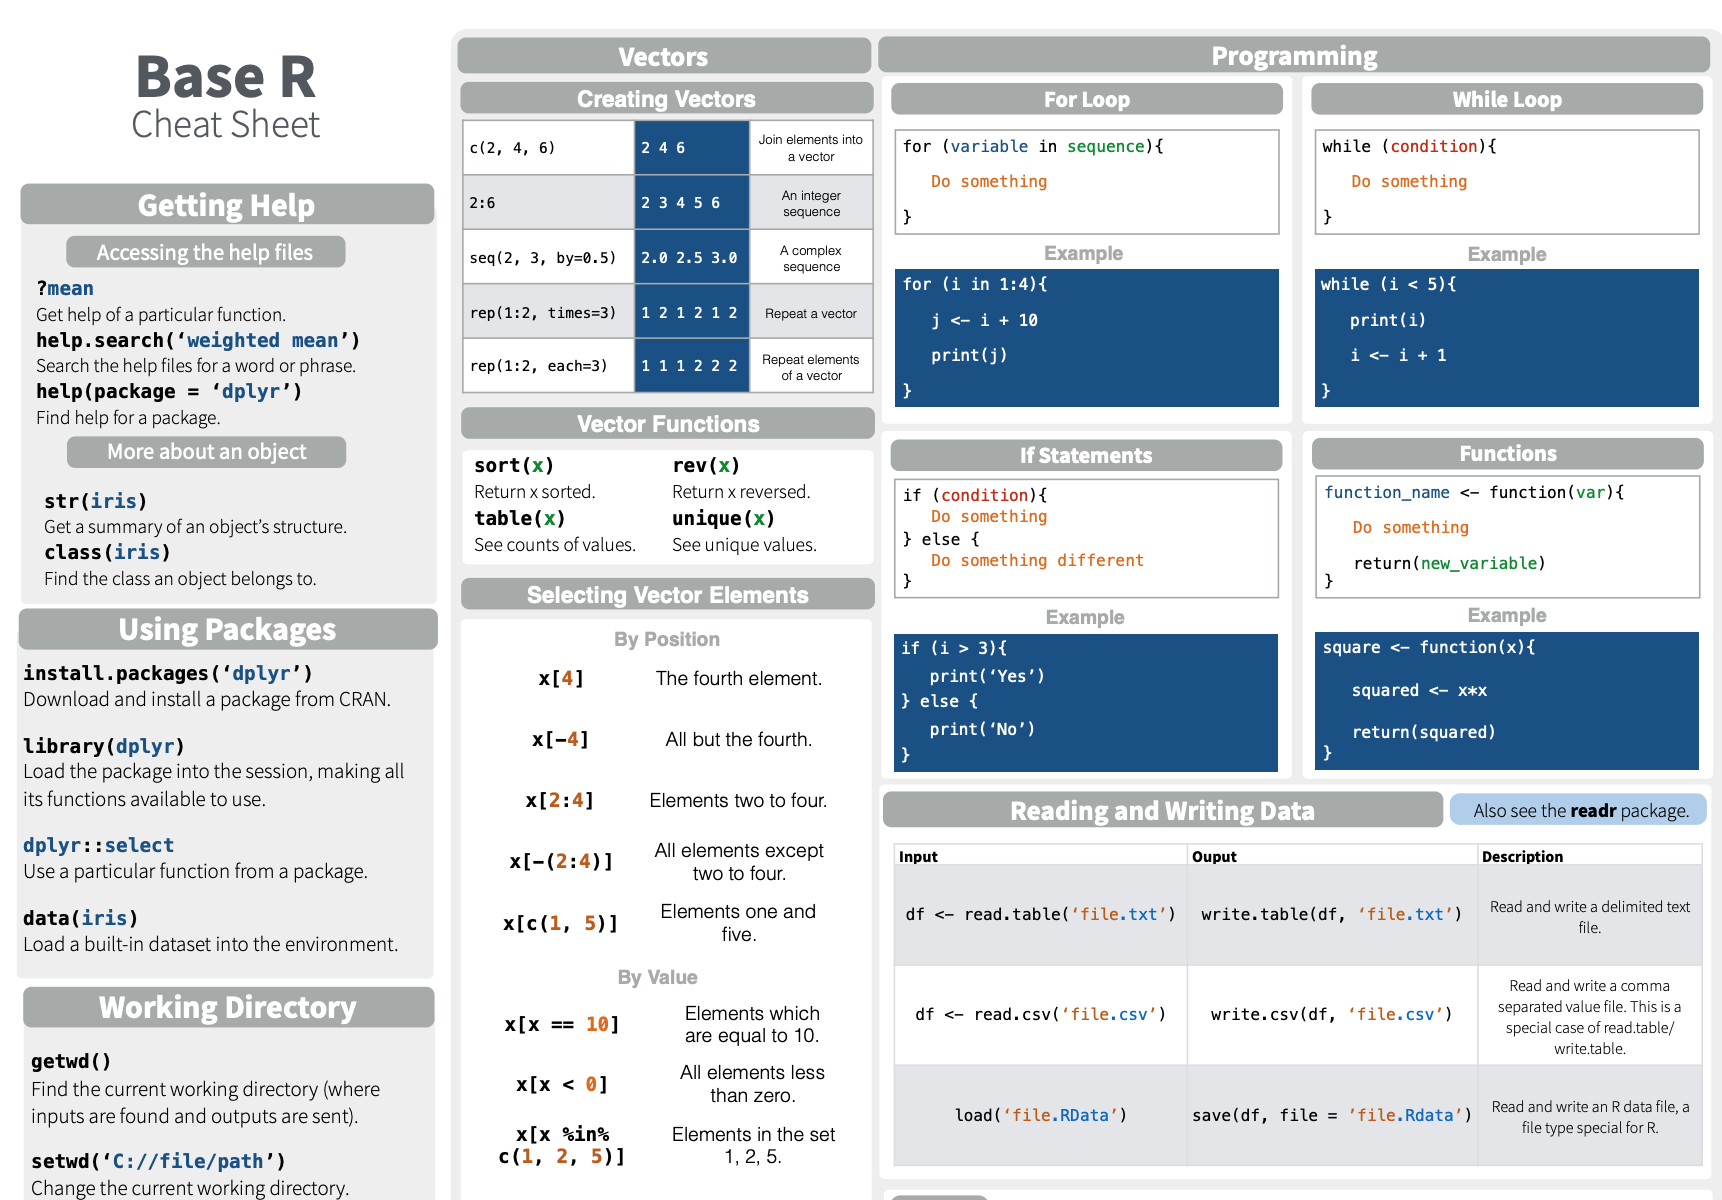 Base R
Cheat Sheet
Getting Help
Accessing the help files
?mean
Get help of a particular function.
help.search(‘weighted mean’)
Search the help files for a word or phrase.
help(package = ‘dplyr’)
Find help for a package.
More about an object
str(iris)
Get a summary of an object’s structure.
class(iris)
Find the class an object belongs to.
Using Packages
install.packages(‘dplyr’)
Download and install a package from CRAN.
library(dplyr)
Load the package into the session, making all
its functions available to use.
dplyr::select
Use a particular function from a package.
data(iris)
Load a built-in dataset into the environment.
Working Directory
getwd()
Find the current working directory (where
inputs are found and outputs are sent).
setwd(‘C://file/path’)
Change the current working directory.
Vectors
Creating Vectors
c(2, 4, 6) 2 4 6 Join elements into
a vector
2:6 2 3 4 5 6 An integer
sequence
seq(2, 3, by=0.5) 2.0 2.5 3.0 A complex
sequence
rep(1:2, times=3) 1 2 1 2 1 2 Repeat a vector
rep(1:2, each=3) 1 1 1 2 2 2 Repeat elements
of a vector
Vector Functions
sort(x)
Return x sorted.
rev(x)
Return x reversed.
table(x)
See counts of values.
unique(x)
See unique values.
Selecting Vector Elements
By Position
x[4] The fourth element.
x[-4] All but the fourth.
x[2:4] Elements two to four.
x[-(2:4)] All elements except
two to four.
x[c(1, 5)] Elements one and
five.
By Value
x[x == 10] Elements which
are equal to 10.
x[x < 0] All elements less
than zero.
x[x %in%
c(1, 2, 5)]
Elements in the set
1, 2, 5.
Programming
For Loop
for (variable in sequence){
Do something
}
Example
for (i in 1:4){
j <- i + 10
print(j)
}
While Loop
while (condition){
Do something
}
Example
while (i < 5){
print(i)
i <- i + 1
}
If Statements
if (condition){
Do something
} else {
Do something different
}
Example
if (i > 3){
print(‘Yes’)
} else {
print(‘No’)
}
Functions
function_name <- function(var){
Do something
return(new_variable)
}
Example
square <- function(x){
squared <- x*x
return(squared)
}
Reading and Writing Data
Also see the readr package.
Input Ouput Description
df <- read.table(‘file.txt’) write.table(df, ‘file.txt’) Read and write a delimited text
file.
df <- read.csv(‘file.csv’) write.csv(df, ‘file.csv’) Read and write a comma
separated value file. This is a
special case of read.table/
write.table.
load(‘file.RData’) save(df, file = ’file.Rdata’) Read and write an R data file, a
file type special for R.